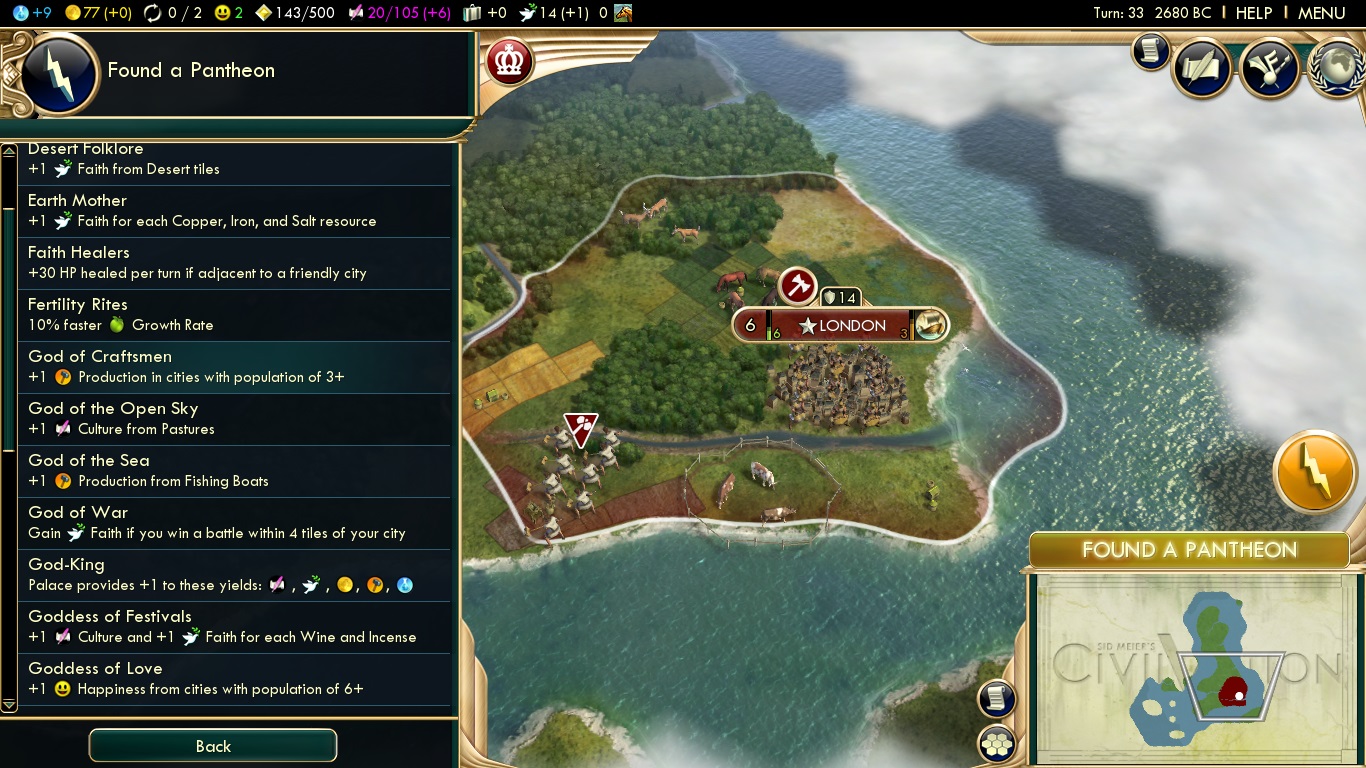 +9 77 (+0) 0 / 2 2 143/500 20/105 (+6) +0 14 (+1) 0 Turn: 33 2680 BC HELP MENU
Found a Pantheon
Desert Folklore
+1 Faith from Desert tiles
Earth Mother
+1 Faith for each Copper, Iron, and Salt resource
Faith Healers
+30 HP healed per turn if adjacent to a friendly city
Fertility Rites
10% faster Growth Rate
God of Craftsmen
+1 Production in cities with population of 3+
God of the Open Sky
+1 Culture from Pastures
God of the Sea
+1 Production from Fishing Boats
God of War
Gain Faith if you win a battle within 4 tiles of your city
God-King
Palace provides +1 to these yields: , , , ,
Goddess of Festivals
+1 Culture and +1 Faith for each Wine and Incense
Goddess of Love
+1 Happiness from cities with population of 6+
Back
14
6 6 LONDON 3
FOUND A PANTHEON
SID MEIER'S
CIVILIZATION